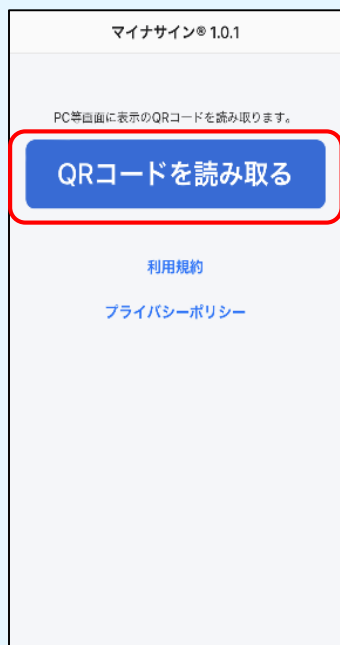 マイナサイン® 1.0.1
PC等画面に表示のQRコードを読み取ります。
QRコードを読み取る
利用規約
プライバシーポリシー